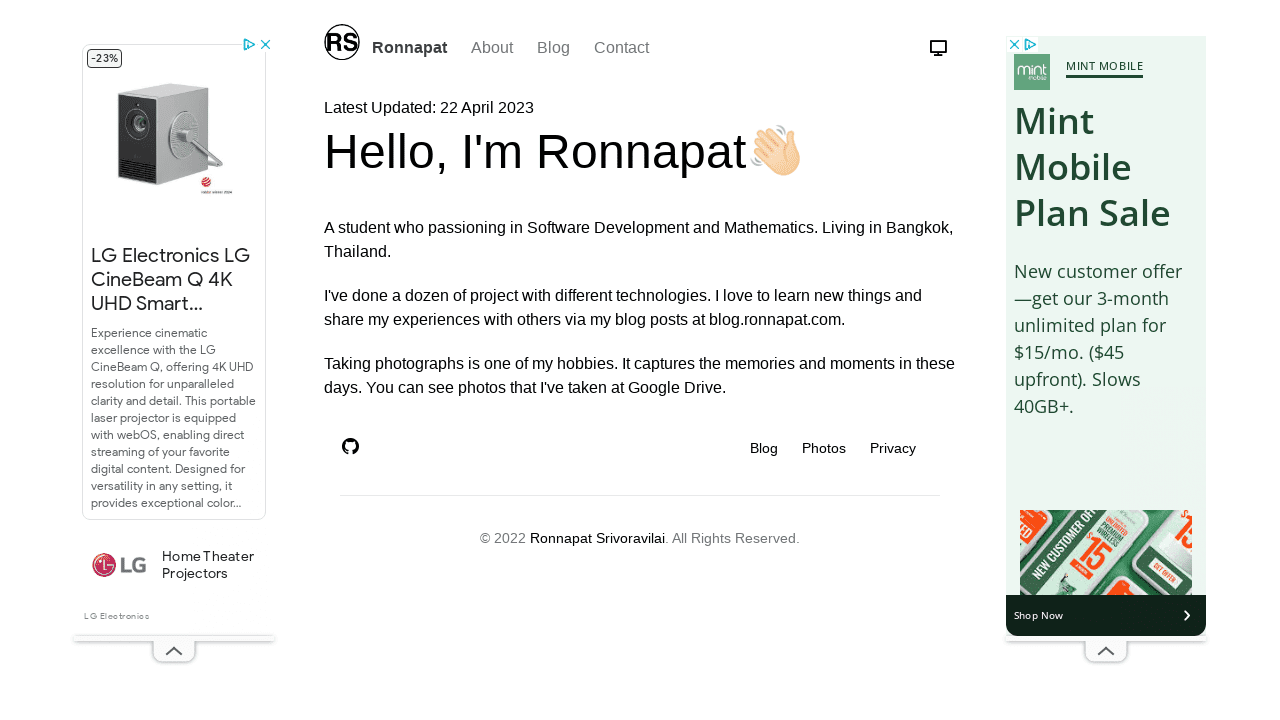 RS
Ronnapat
About
Blog
Contact
Latest Updated: 22 April 2023
Hello, I'm Ronnapat
A student who passioning in Software Development and Mathematics. Living in Bangkok,
Thailand.
I've done a dozen of project with different technologies. I love to learn new things and
share my experiences with others via my blog posts at blog.ronnapat.com.
Taking photographs is one of my hobbies. It captures the memories and moments in these
days. You can see photos that I've taken at Google Drive.
Blog
Photos
Privacy
© 2022 Ronnapat Srivoravilai. All Rights Reserved.
-23%
LG Electronics LG
CineBeam Q 4K
UHD Smart...
Experience cinematic
excellence with the LG
CineBeam Q, offering 4K UHD
resolution for unparalleled
clarity and detail. This portable
laser projector is equipped
with webOS, enabling direct
streaming of your favorite
digital content. Designed for
versatility in any setting, it
provides exceptional color...
LG
Home Theater
Projectors
LG Electronics
mint
mobile
MINT MOBILE
Mint
Mobile
Plan Sale
New customer offer
—get our 3-month
unlimited plan for
$15/mo. ($45
upfront). Slows
40GB+.
NEW CUSTOMER OFF
UNLIMITED
PREMIUM
WIRELESS
$15
GET OFFER
Shop Now